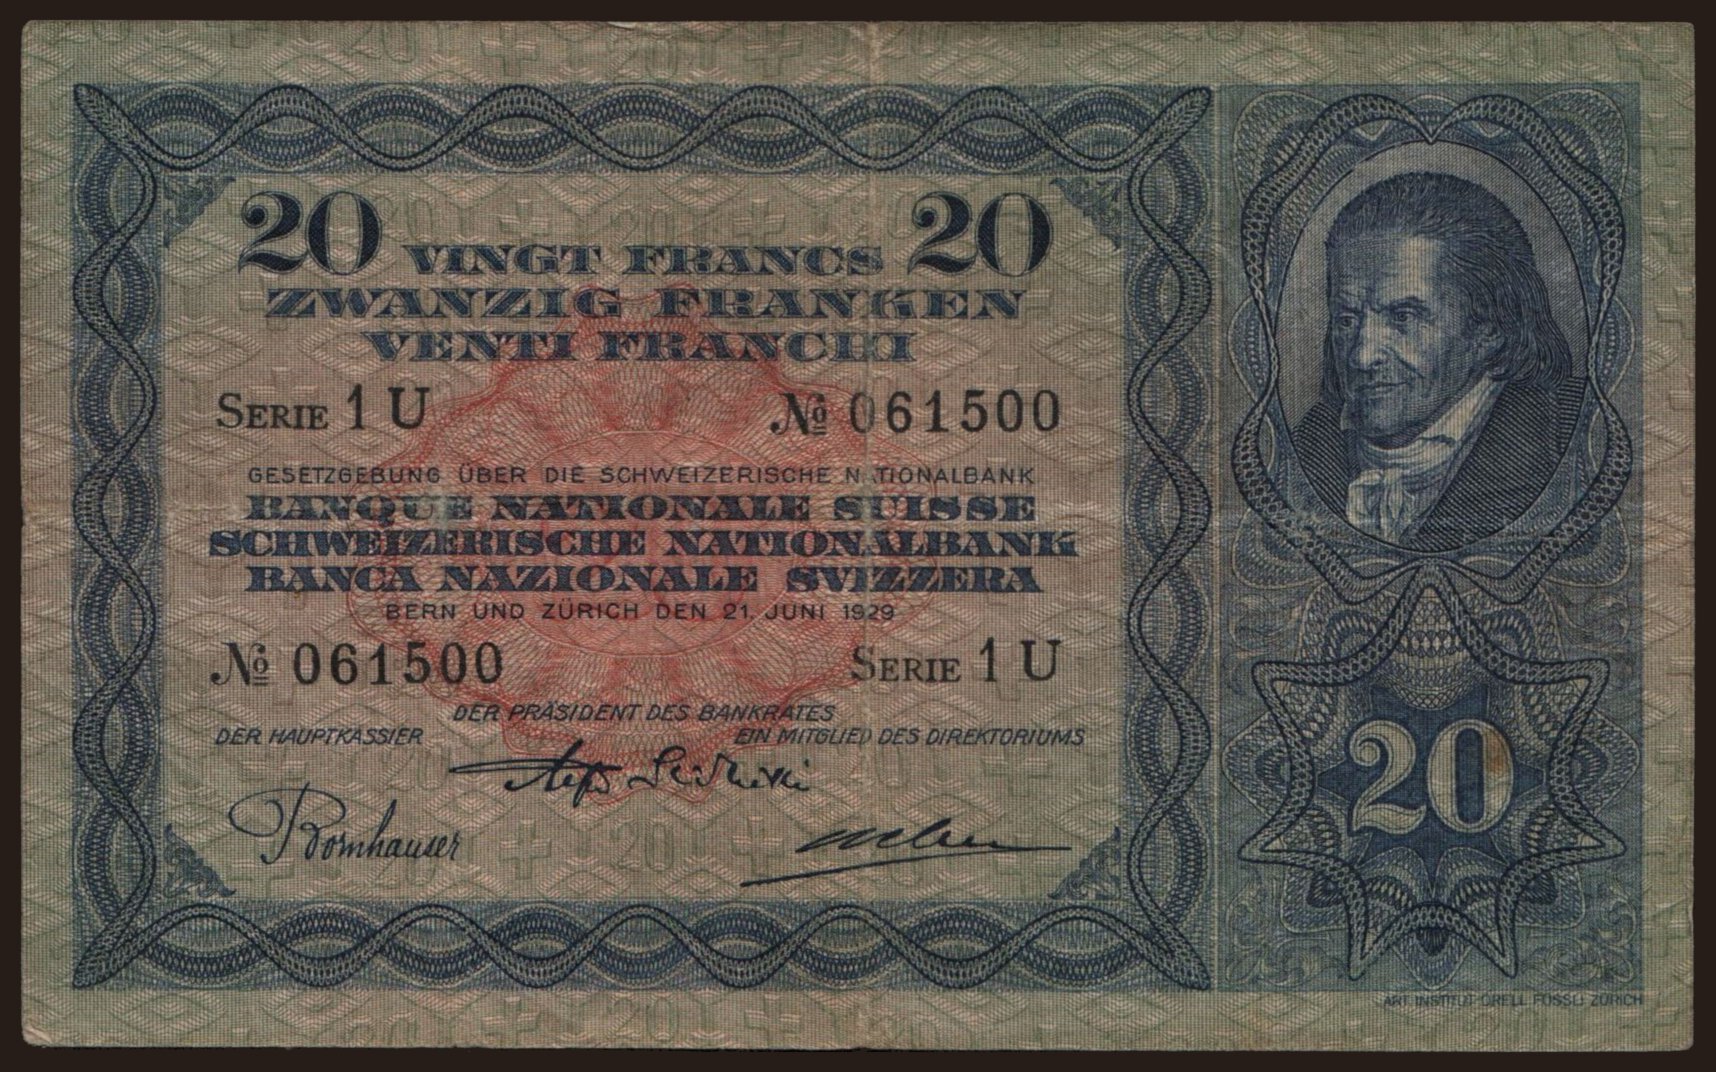 20 VINGT FRANCS 20
ZWANZIG FRANKEN
VENTI FRANCHI
SERIE 1 U № 061500
GESETZGEBUNG ÜBER DIE SCHWEIZERISCHE NATIONALBANK
BANQUE NATIONALE SUISSE
SCHWEIZERISCHE NATIONALBANK
BANCA NAZIONALE SVIZZERA
BERN UND ZÜRICH DEN 21. JUNI 1929
№ 061500 SERIE 1 U
DER PRÄSIDENT DES BANKRATES
DER HAUPTKASSIER EIN MITGLIED DES DIREKTORIUMS
Bornhauser
20
ART. INSTITUT ORELL FÜSSLI ZÜRICH